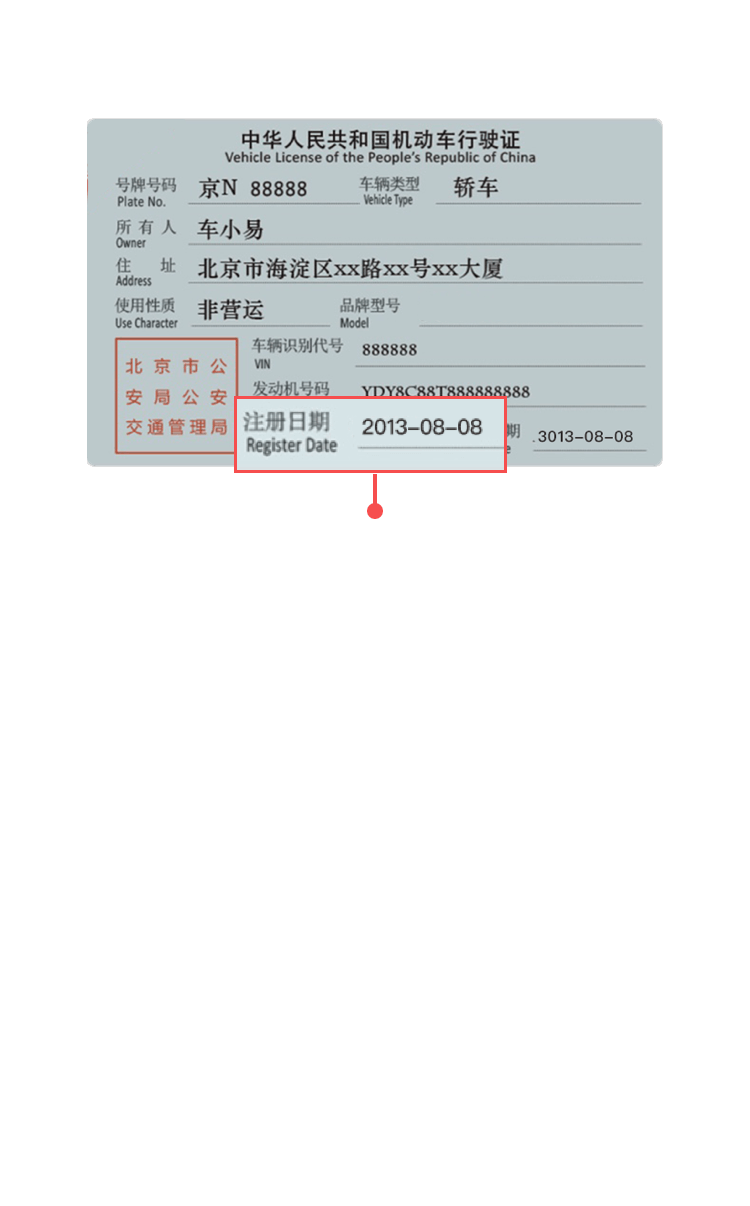 中华人民共和国机动车行驶证
Vehicle License of the People's Republic of China
号牌号码 京N 88888 车辆类型 轿车
Plate No. Vehicle Type
所有人 车小易
Owner
住址 北京市海淀区xx路xx号xx大厦
Address
使用性质 非营运 品牌型号
Use Character Model
北京市公
安局公安
交通管理局
车辆识别代号 888888
VIN
发动机号码 YDY8C88T888888888
注册日期 2013-08-08 期 3013-08-08
Register Date e